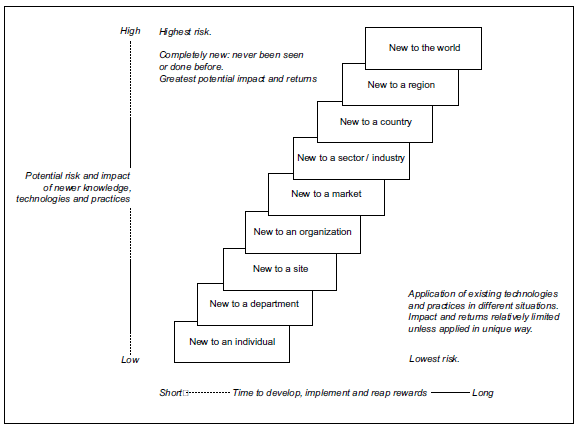 High
Highest risk.
Completely new: never been seen
or done before.
Greatest potential impact and returns
New to the world
New to a region
New to a country
New to a sector / industry
Potential risk and impact
of newer knowledge,
technologies and practices
New to a market
New to an organization
New to a site
New to a department
New to an individual
Application of existing technologies
and practices in different situations.
Impact and returns relatively limited
unless applied in unique way.
Lowest risk.
Low
Short Time to develop, implement and reap rewards Long